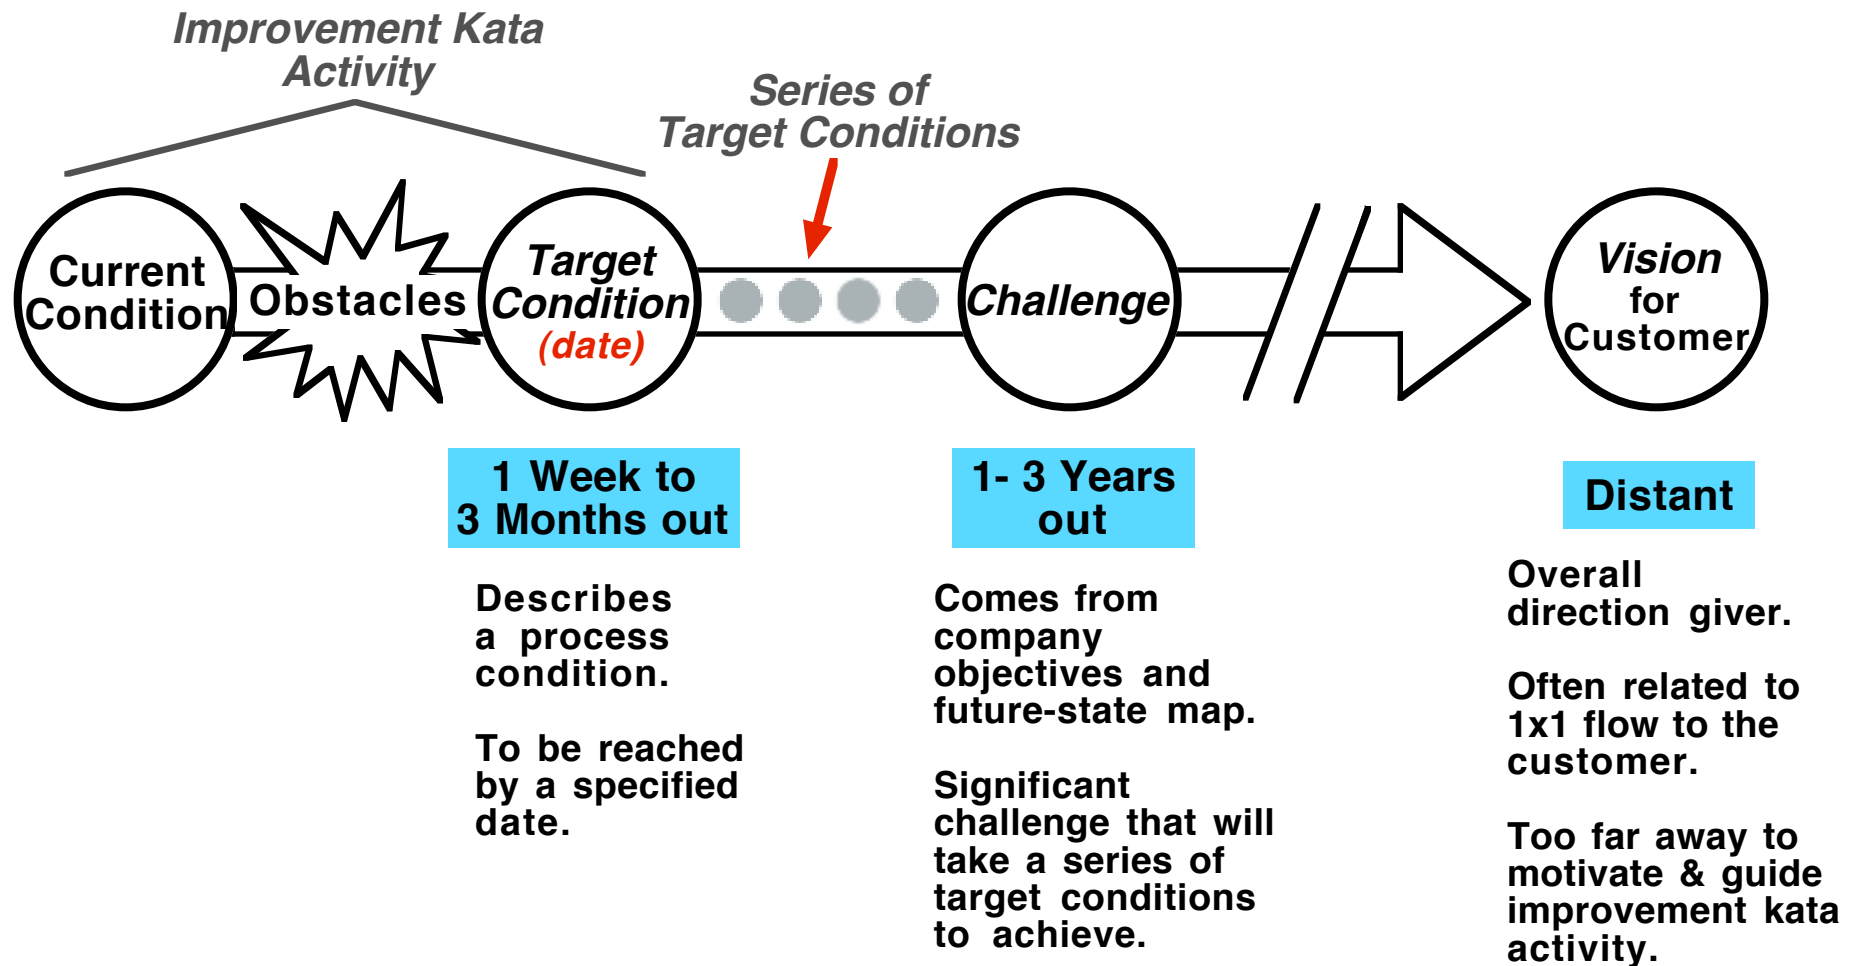 Improvement Kata
Activity
Series of
Target Conditions
Current
Condition
Obstacles
Target
Condition
(date)
Challenge
Vision
for
Customer
1 Week to
3 Months out
Describes
a process
condition.
To be reached
by a specified
date.
1- 3 Years
out
Comes from
company
objectives and
future-state map.
Significant
challenge that will
take a series of
target conditions
to achieve.
Distant
Overall
direction giver.
Often related to
1x1 flow to the
customer.
Too far away to
motivate & guide
improvement kata
activity.